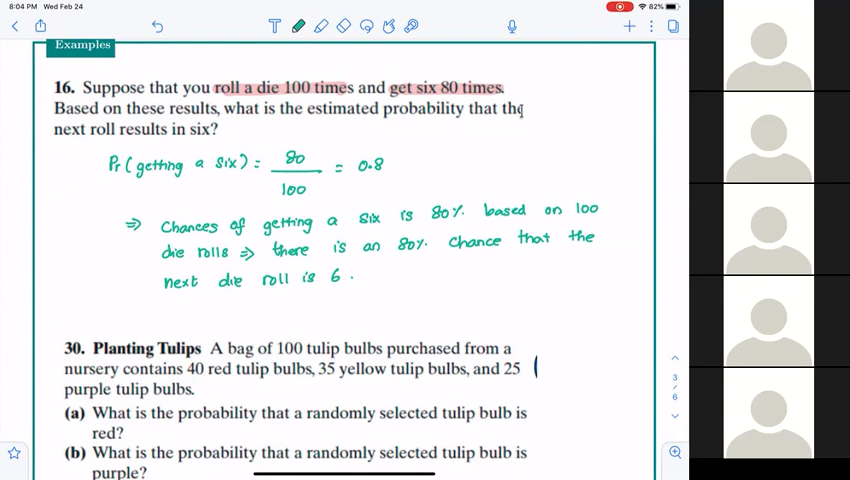 8:04 PM Wed Feb 24
82%
Examples
16. Suppose that you roll a die 100 times and get six 80 times.
Based on these results, what is the estimated probability that the
next roll results in six?
Pr(getting a six) = 80/100 = 0.8
⇒ Chances of getting a six is 80% based on 100
die rolls ⇒ there is an 80% chance that the
next die roll is 6.
30. Planting Tulips A bag of 100 tulip bulbs purchased from a
nursery contains 40 red tulip bulbs, 35 yellow tulip bulbs, and 25
purple tulip bulbs.
(a) What is the probability that a randomly selected tulip bulb is
red?
(b) What is the probability that a randomly selected tulip bulb is
purple?
3
/
6